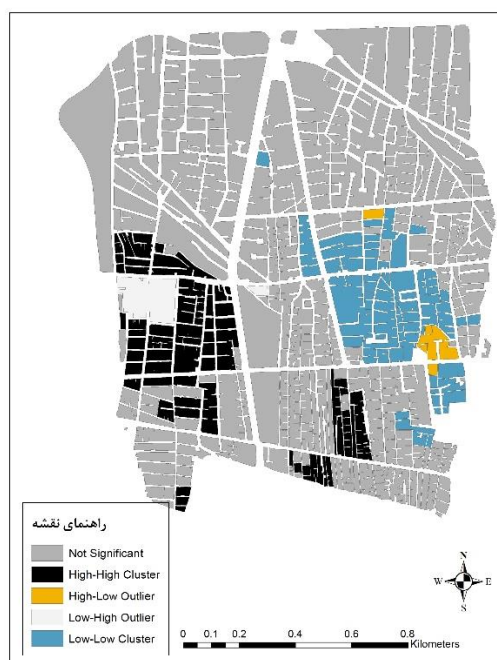 راهنمای نقشه
Not Significant
High-High Cluster
High-Low Outlier
Low-High Outlier
Low-Low Cluster
N
W E
S
0 0.1 0.2 0.4 0.6 0.8
Kilometers